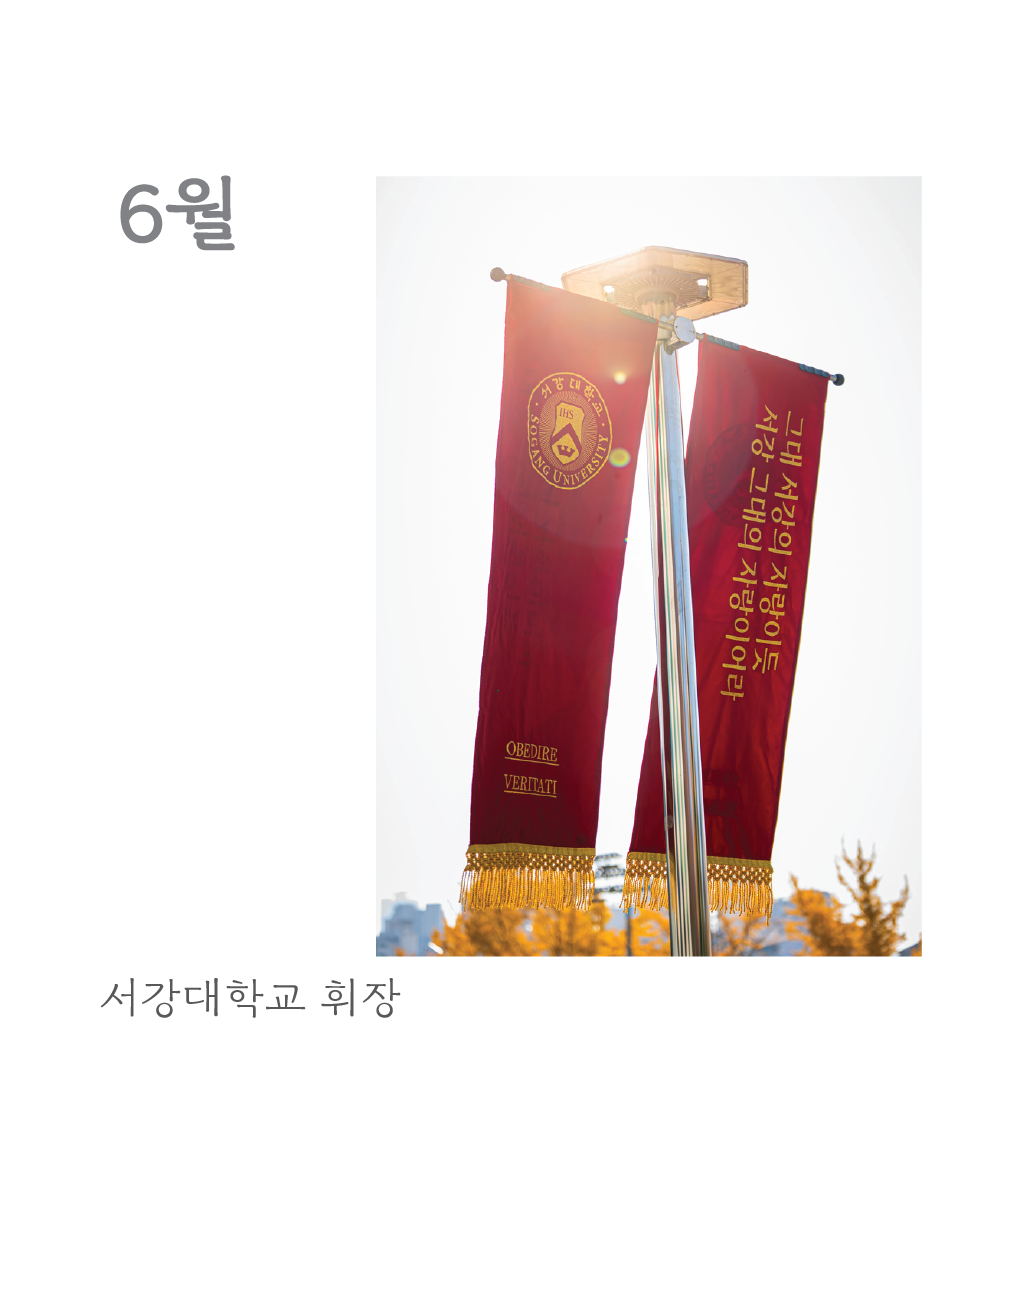 6월
서강대학교
IHS
SOGANG UNIVERSITY
OBEDIRE
VERITATI
그대 서강의 자랑이듯
서강 그대의 자랑이어라
서강대학교 휘장